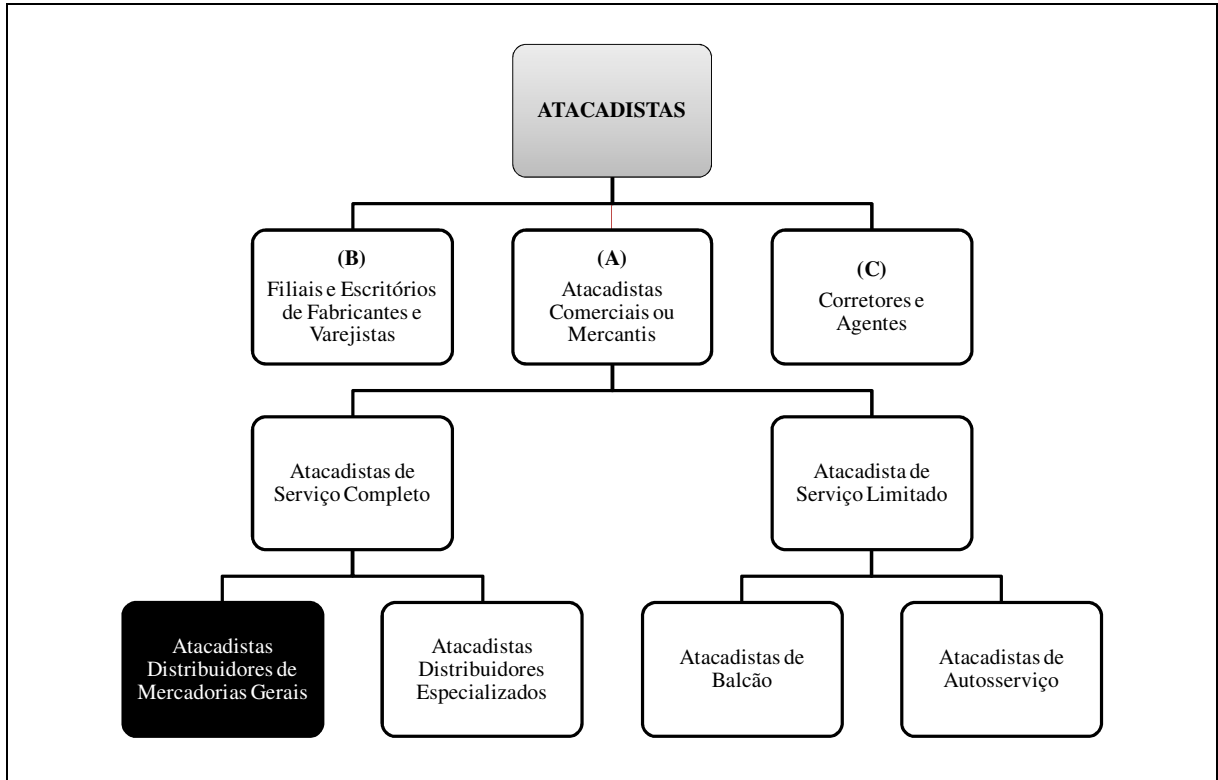 ATACADISTAS
(B)
Filiais e Escritórios
de Fabricantes e
Varejistas
(A)
Atacadistas
Comerciais ou
Mercantis
(C)
Corretores e
Agentes
Atacadistas de
Serviço Completo
Atacadista de
Serviço Limitado
Atacadistas
Distribuidores de
Mercadorias Gerais
Atacadistas
Distribuidores
Especializados
Atacadistas de
Balcão
Atacadistas de
Autosserviço